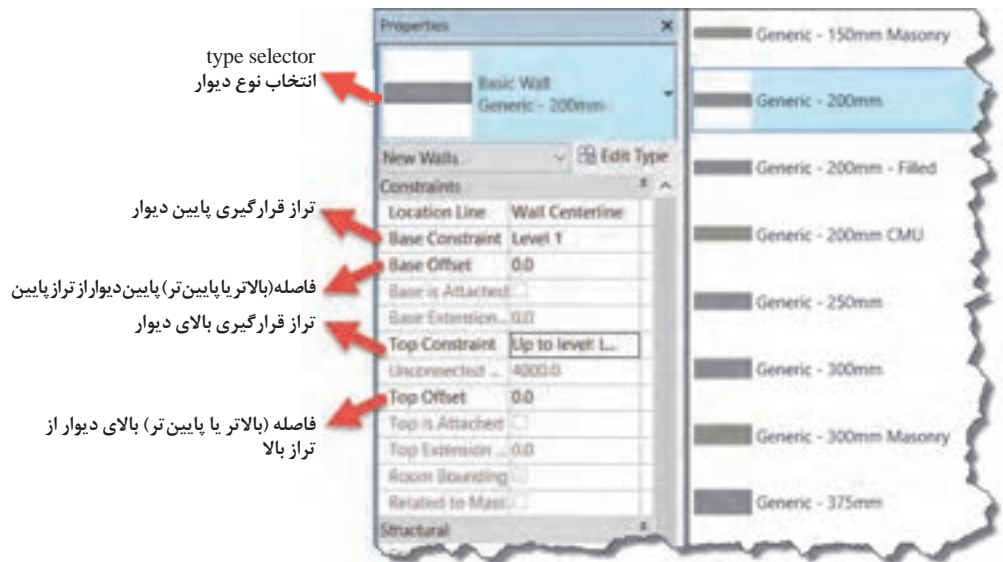 type selector
انتخاب نوع دیوار
تراز قرارگیری پایین دیوار
فاصله(بالاتر یا پایین‌تر) پایین دیوار از تراز پایین
تراز قرارگیری بالای دیوار
فاصله (بالاتر یا پایین‌تر) بالای دیوار از
تراز بالا
Properties
Basic Wall
Generic - 200mm
New Walls
Edit Type
Constraints
Location Line Wall Centerline
Base Constraint Level 1
Base Offset 0.0
Base is Attached
Base Extension... 0.0
Top Constraint Up to level: L...
Unconnected ... 4000.0
Top Offset 0.0
Top is Attached
Top Extension ... 0.0
Room Bounding
Related to Mass
Structural
Generic - 150mm Masonry
Generic - 200mm
Generic - 200mm - Filled
Generic - 200mm CMU
Generic - 250mm
Generic - 300mm
Generic - 300mm Masonry
Generic - 375mm